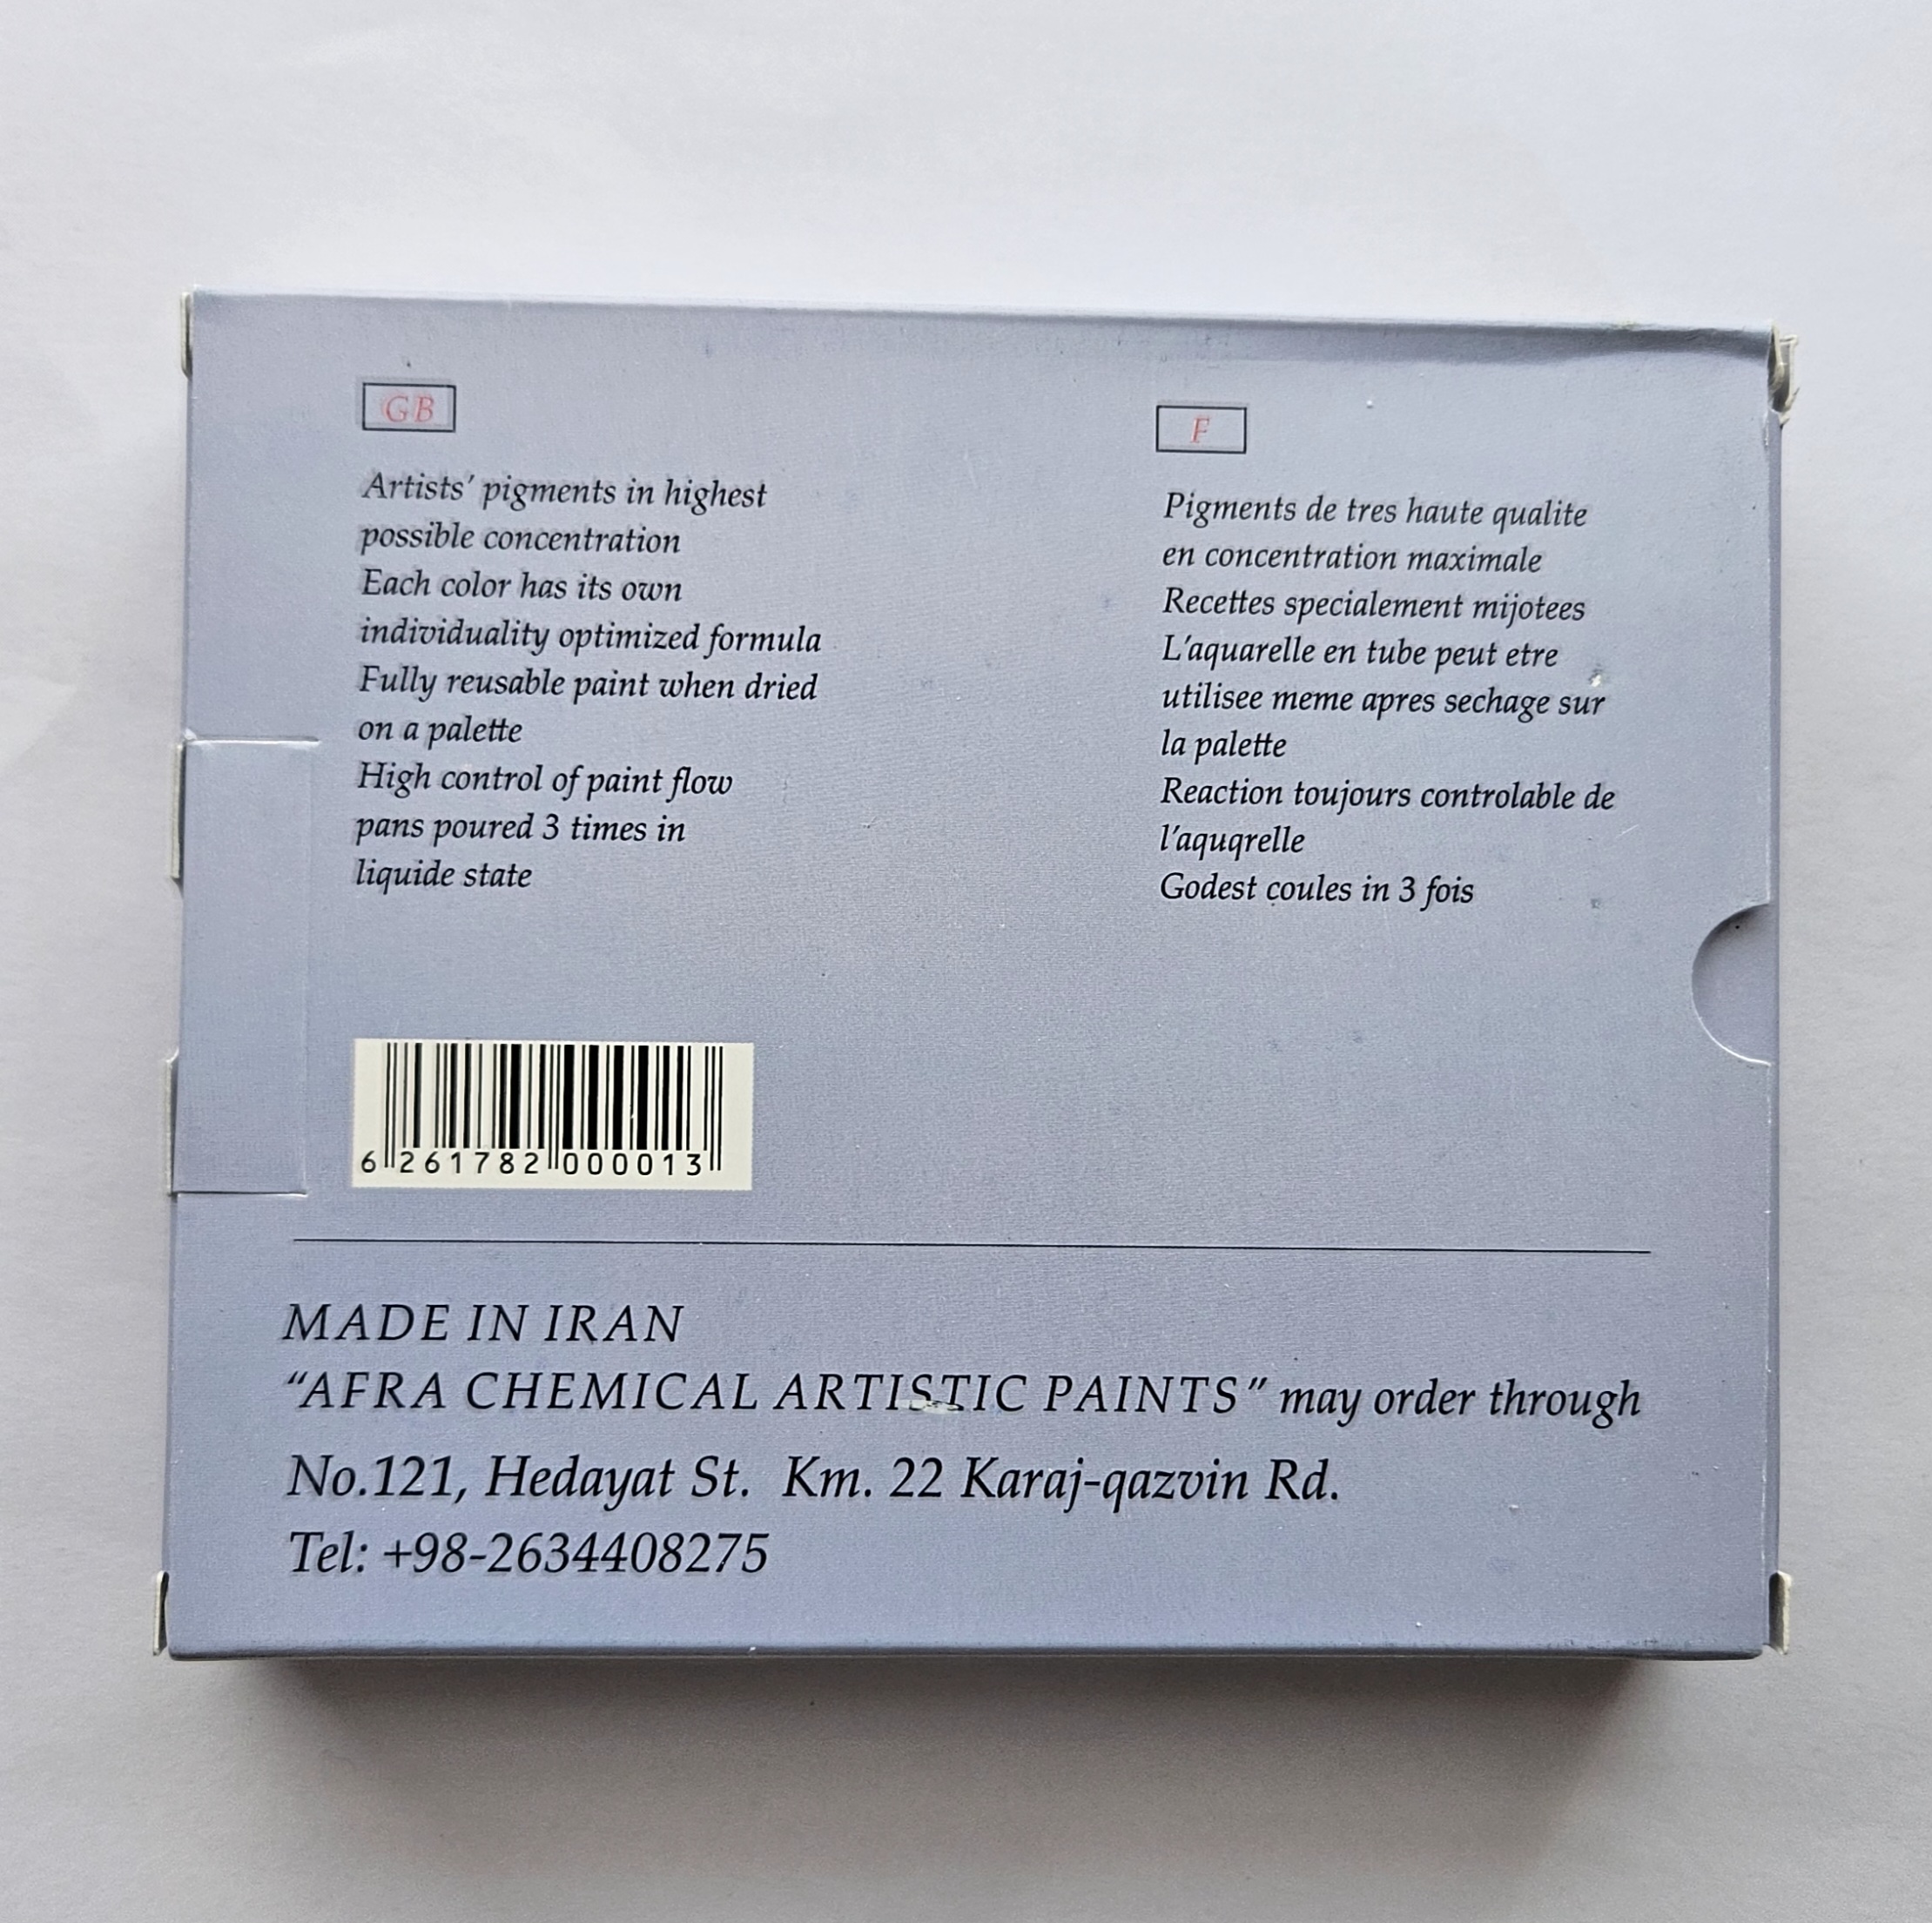 GB
Artists' pigments in highest
possible concentration
Each color has its own
individuality optimized formula
Fully reusable paint when dried
on a palette
High control of paint flow
pans poured 3 times in
liquide state
F
Pigments de tres haute qualite
en concentration maximale
Recettes specialement mijotees
L'aquarelle en tube peut etre
utilisee meme apres sechage sur
la palette
Reaction toujours controlable de
l'aquqrelle
Godest coules in 3 fois
6 261782 000013
MADE IN IRAN
"AFRA CHEMICAL ARTISTIC PAINTS" may order through
No.121, Hedayat St. Km. 22 Karaj-qazvin Rd.
Tel: +98-2634408275